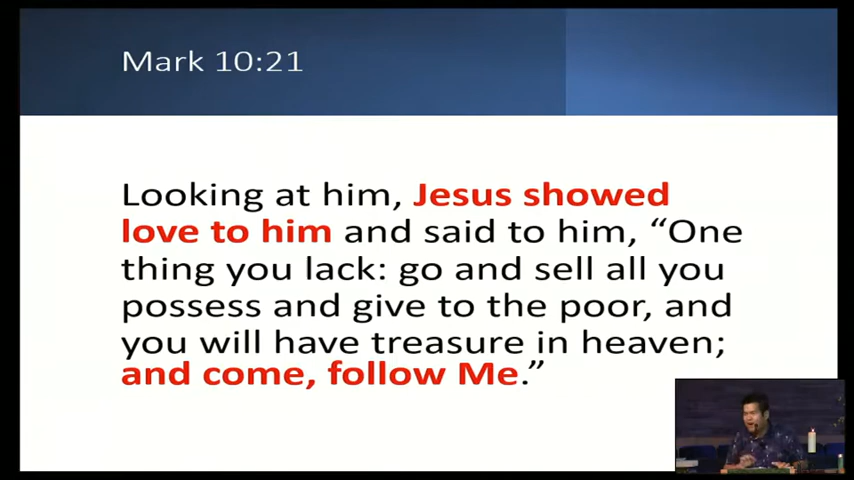 Mark 10:21
Looking at him, Jesus showed
love to him and said to him, “One
thing you lack: go and sell all you
possess and give to the poor, and
you will have treasure in heaven;
and come, follow Me.”